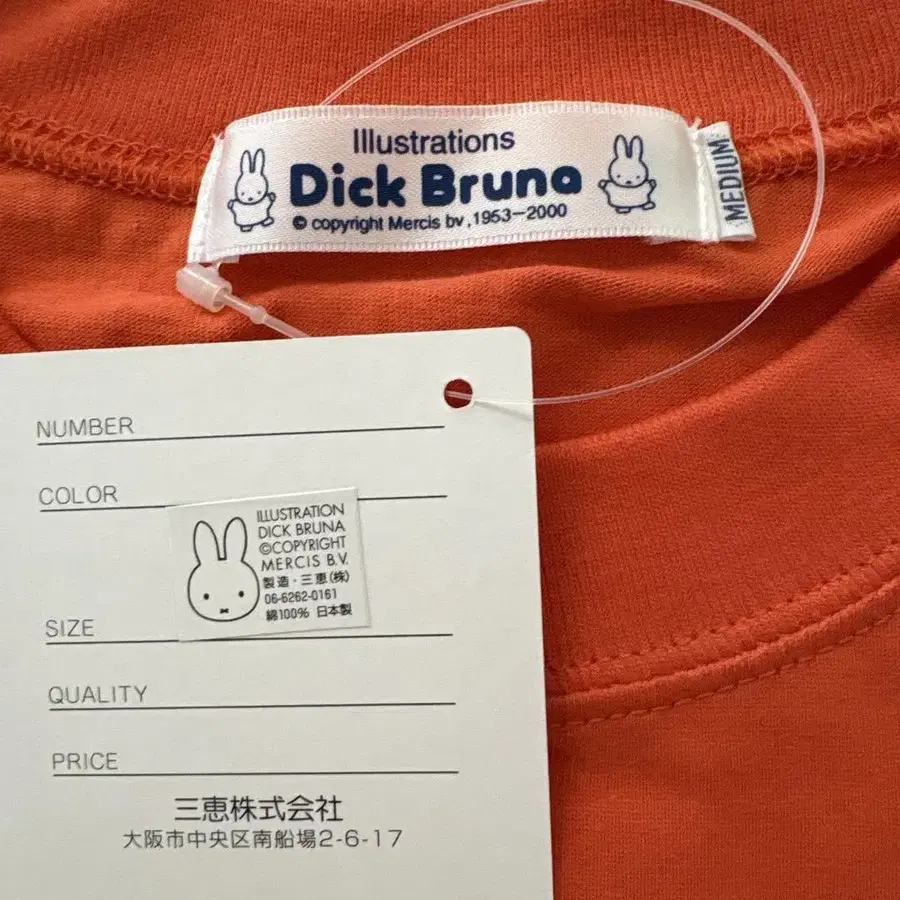 Illustrations
Dick Bruna
© copyright Mercis bv, 1953-2000
MEDIUM
NUMBER
COLOR
ILLUSTRATION
DICK BRUNA
©COPYRIGHT
MERCIS B.V.
製造・三恵(株)
06-6262-0161
綿100% 日本製
SIZE
QUALITY
PRICE
三恵株式会社
大阪市中央区南船場2-6-17